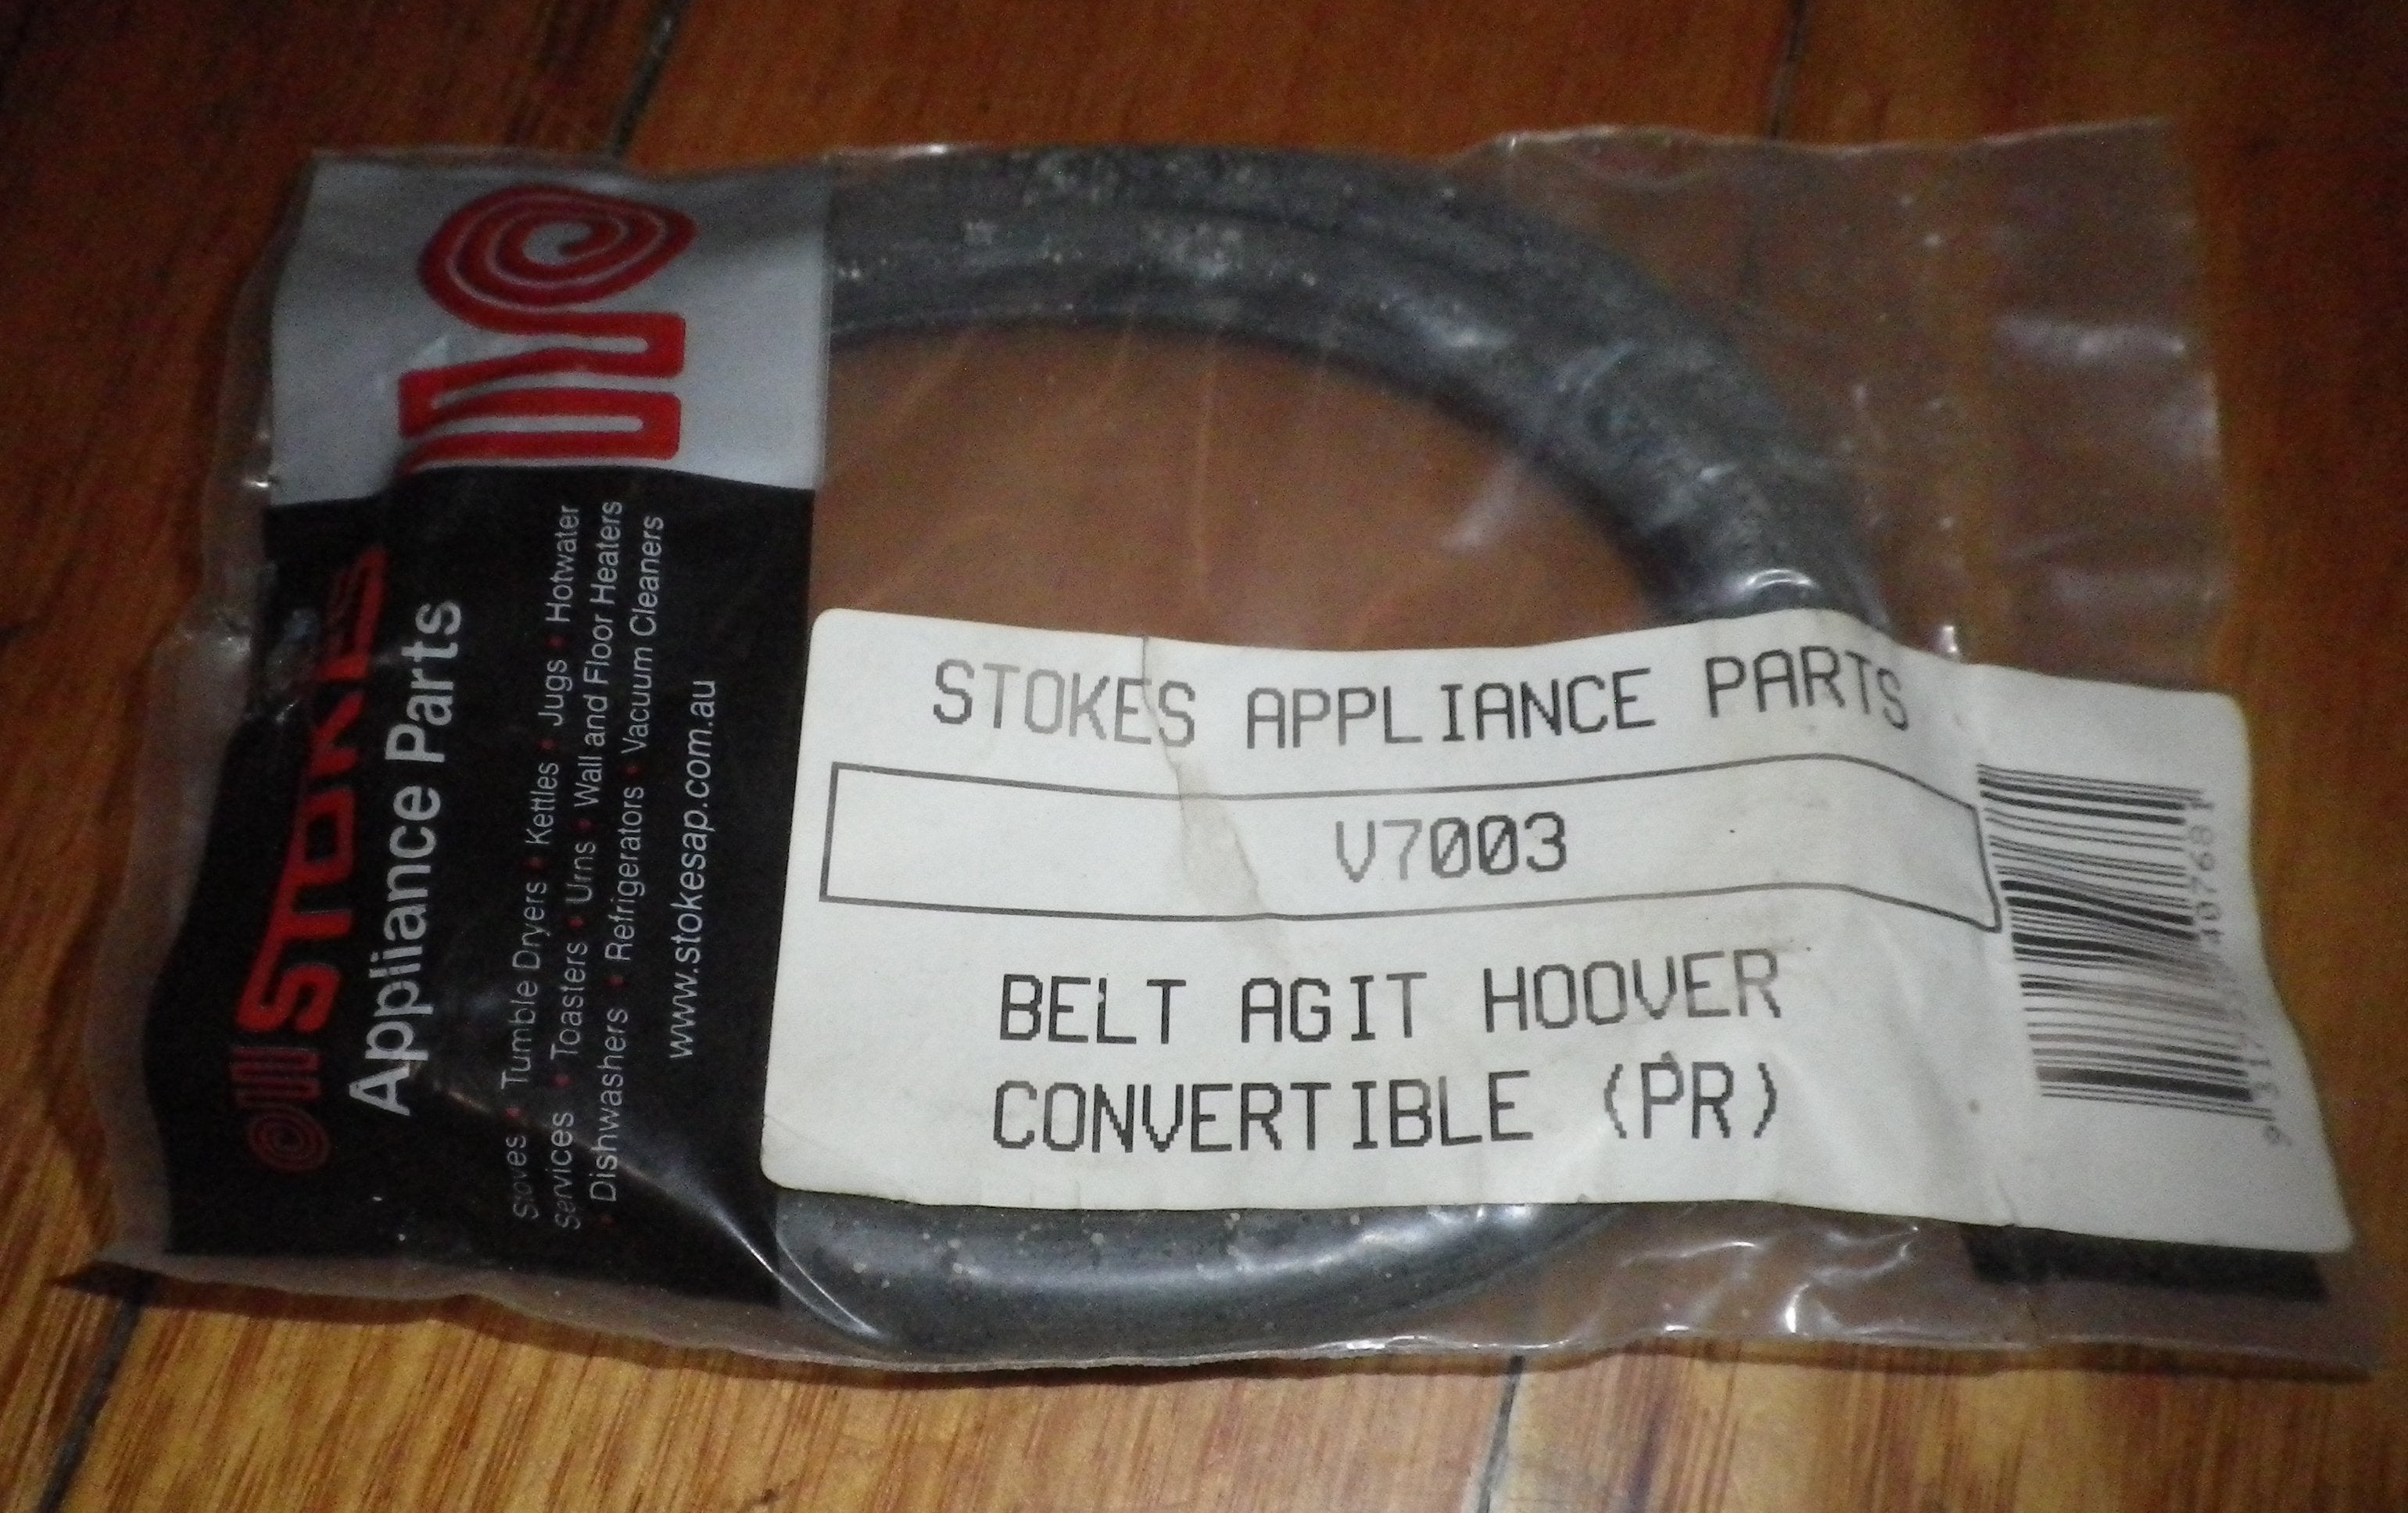 STOKES
Appliance Parts
Stoves • Tumble Dryers • Kettles • Jugs • Hotwater
Services • Toasters • Urns • Wall and Floor Heaters
• Dishwashers • Refrigerators • Vacuum Cleaners
www.stokesap.com.au
STOKES APPLIANCE PARTS
V7003
BELT AGIT HOOVER
CONVERTIBLE (PR)